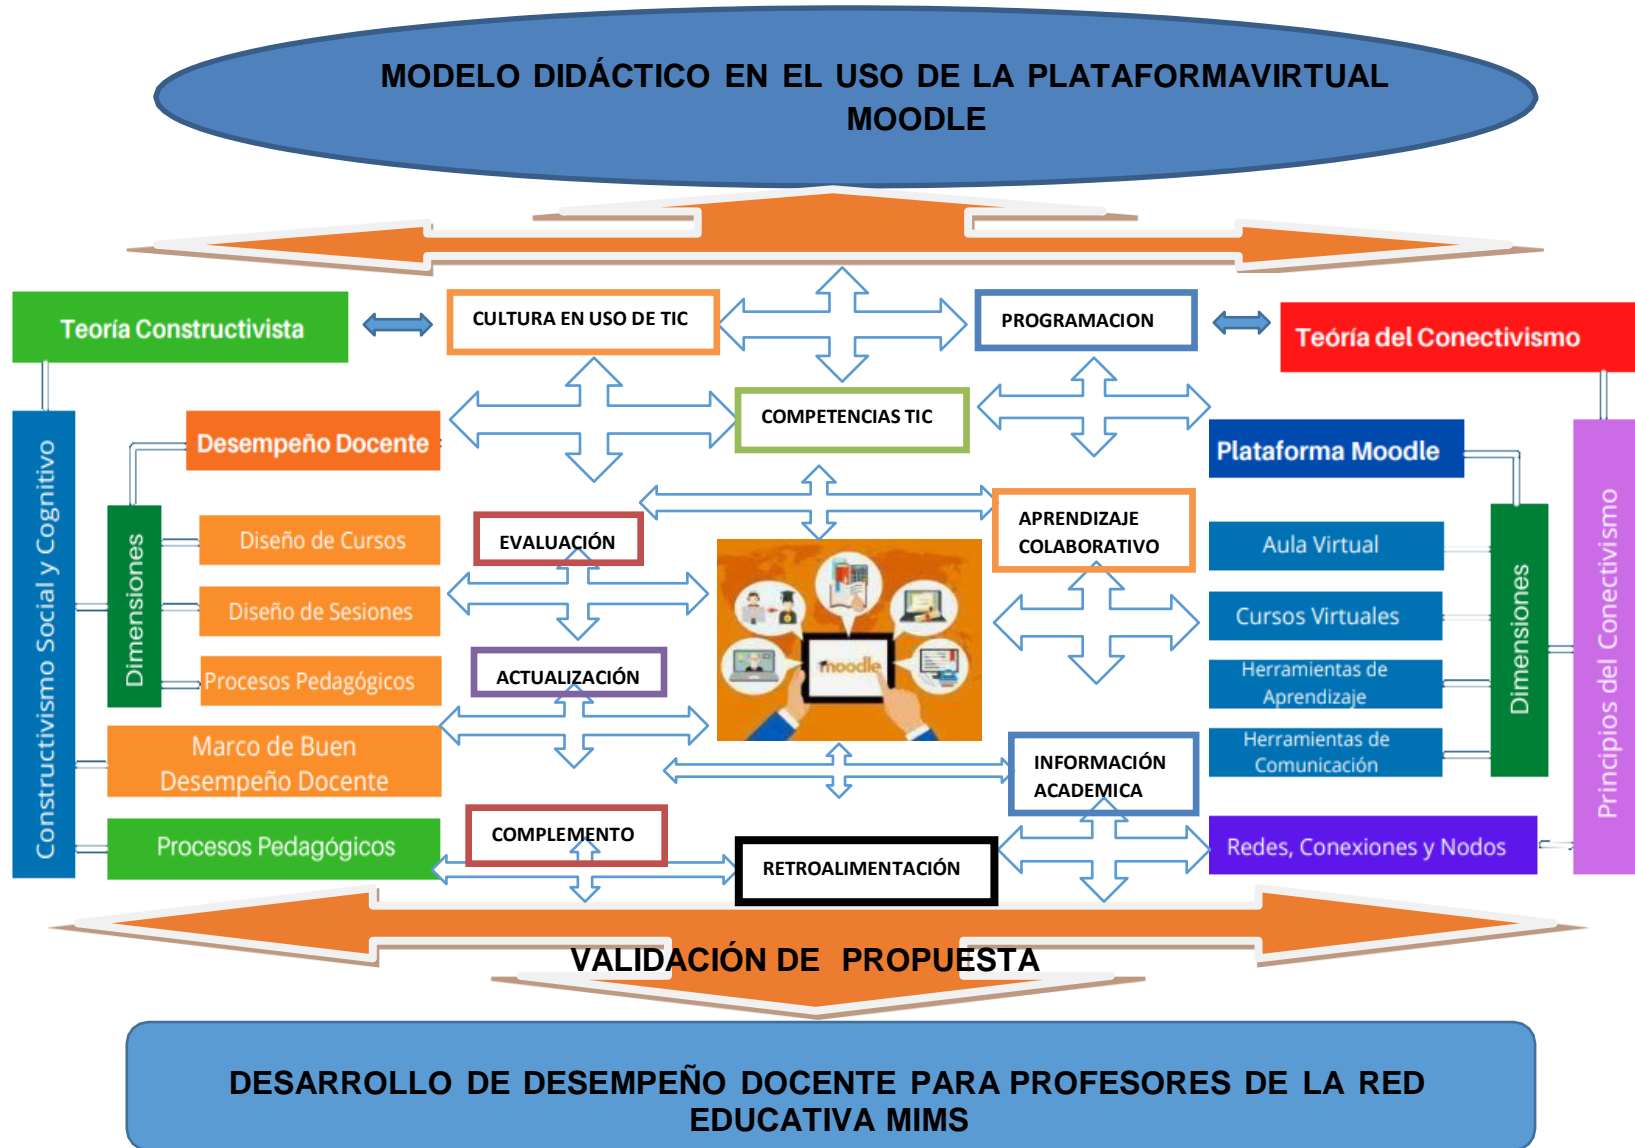 MODELO DIDÁCTICO EN EL USO DE LA PLATAFORMAVIRTUAL
MOODLE
Teoría Constructivista
CULTURA EN USO DE TIC
PROGRAMACION
Teóría del Conectivismo
COMPETENCIAS TIC
Constructivismo Social y Cognitivo
Desempeño Docente
Dimensiones
Diseño de Cursos
Diseño de Sesiones
Procesos Pedagógicos
Marco de Buen
Desempeño Docente
Procesos Pedagógicos
EVALUACIÓN
ACTUALIZACIÓN
COMPLEMENTO
moodle
APRENDIZAJE
COLABORATIVO
INFORMACIÓN
ACADEMICA
RETROALIMENTACIÓN
Plataforma Moodle
Aula Virtual
Cursos Virtuales
Herramientas de
Aprendizaje
Herramientas de
Comunicación
Dimensiones
Redes, Conexiones y Nodos
Principios del Conectivismo
VALIDACIÓN DE PROPUESTA
DESARROLLO DE DESEMPEÑO DOCENTE PARA PROFESORES DE LA RED
EDUCATIVA MIMS